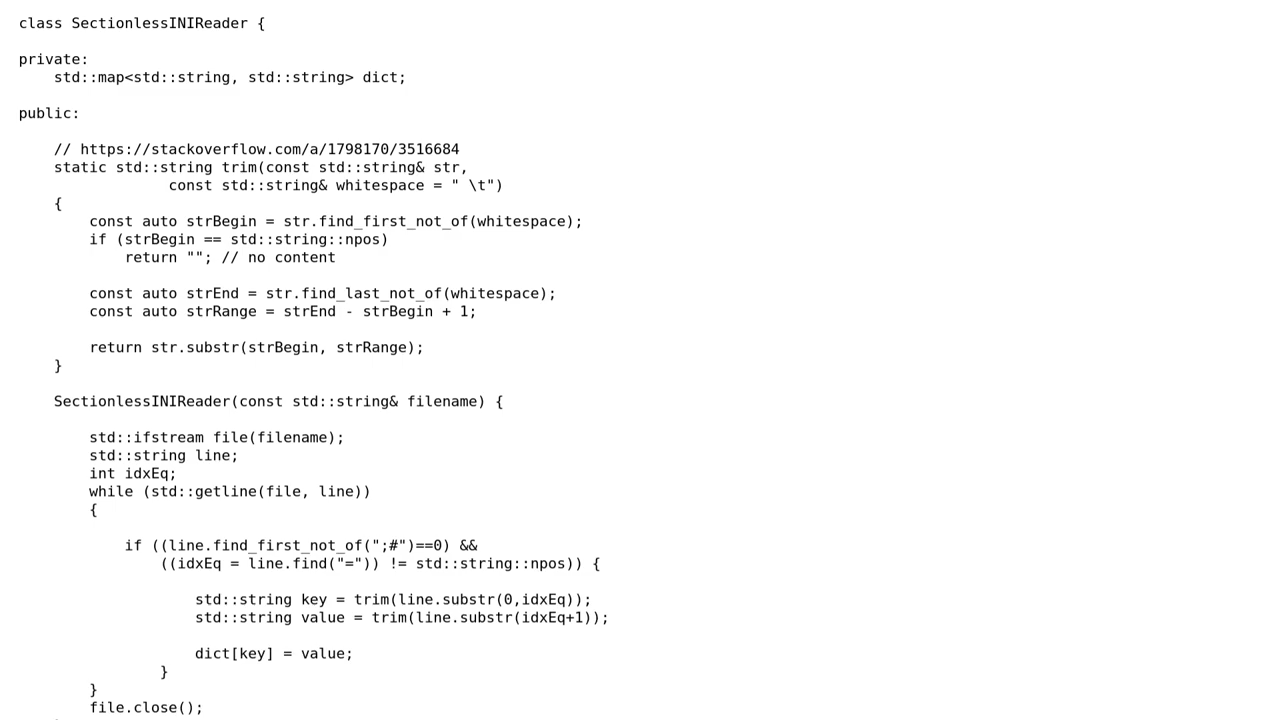 class SectionlessINIReader {
private:
std::map<std::string, std::string> dict;
public:
// https://stackoverflow.com/a/1798170/3516684
static std::string trim(const std::string& str,
const std::string& whitespace = " \t")
{
const auto strBegin = str.find_first_not_of(whitespace);
if (strBegin == std::string::npos)
return ""; // no content
const auto strEnd = str.find_last_not_of(whitespace);
const auto strRange = strEnd - strBegin + 1;
return str.substr(strBegin, strRange);
}
SectionlessINIReader(const std::string& filename) {
std::ifstream file(filename);
std::string line;
int idxEq;
while (std::getline(file, line))
{
if ((line.find_first_not_of(";#")==0) &&
((idxEq = line.find("=")) != std::string::npos)) {
std::string key = trim(line.substr(0,idxEq));
std::string value = trim(line.substr(idxEq+1));
dict[key] = value;
}
}
file.close();